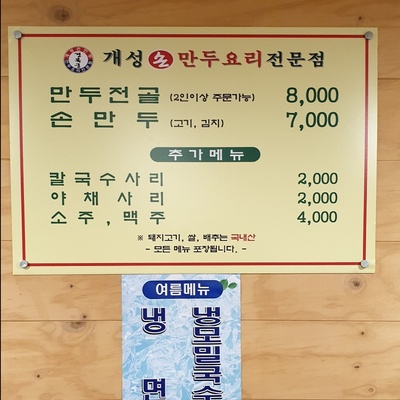 개성 손 만두요리 전문점
만두전골 (2인이상 주문가능) 8,000
손만두 (고기, 김치) 7,000
추가메뉴
칼국수사리 2,000
야채사리 2,000
소주, 맥주 4,000
※ 돼지고기, 쌀, 배추는 국내산
- 모든 메뉴 포장됩니다. -
여름메뉴
냉면
냉모밀국수